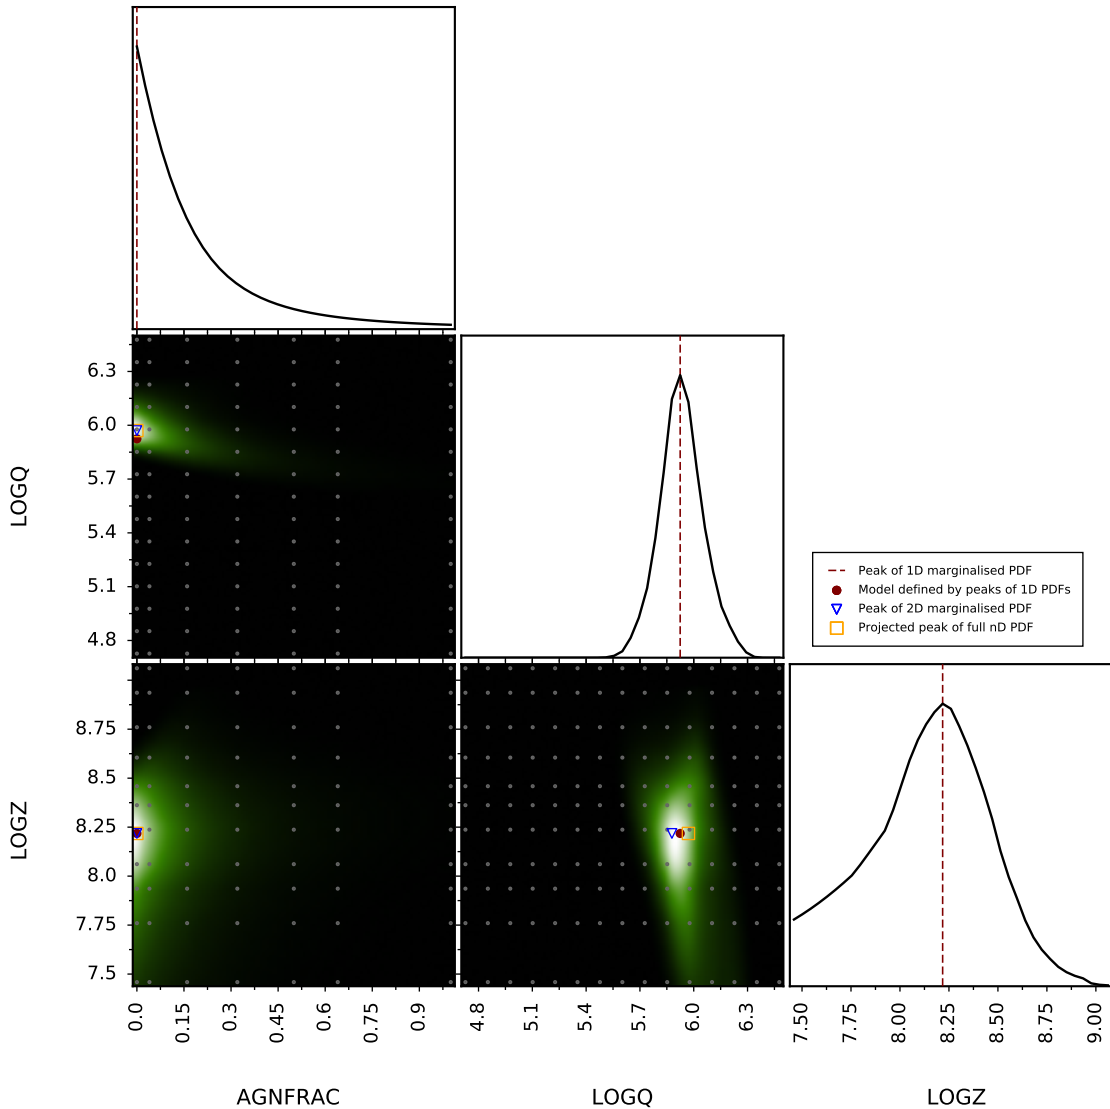 6.3
6.0
5.7
5.4
5.1
4.8
LOGQ
Peak of 1D marginalised PDF
Model defined by peaks of 1D PDFs
Peak of 2D marginalised PDF
Projected peak of full nD PDF
8.75
8.5
8.25
8.0
7.75
7.5
LOGZ
0.0 0.15 0.3 0.45 0.6 0.75 0.9
4.8 5.1 5.4 5.7 6.0 6.3
7.50 7.75 8.00 8.25 8.50 8.75 9.00
AGNFRAC LOGQ LOGZ